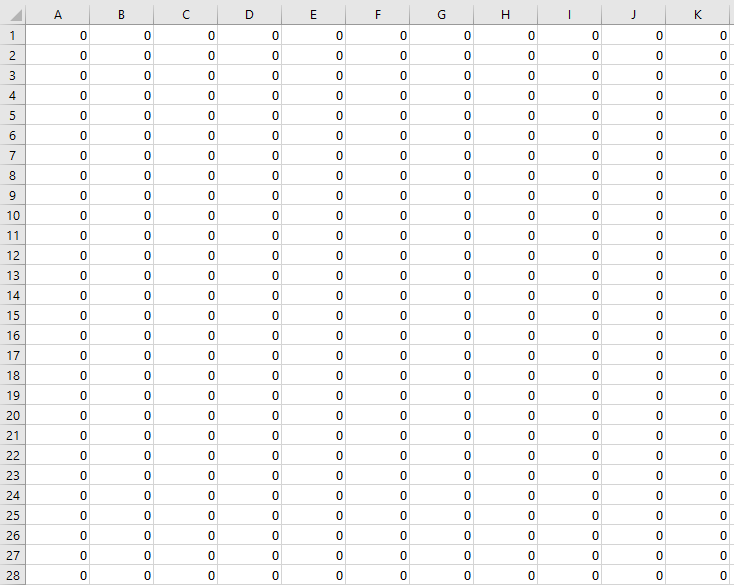 A B C D E F G H I J K
1 0 0 0 0 0 0 0 0 0 0 0
2 0 0 0 0 0 0 0 0 0 0 0
3 0 0 0 0 0 0 0 0 0 0 0
4 0 0 0 0 0 0 0 0 0 0 0
5 0 0 0 0 0 0 0 0 0 0 0
6 0 0 0 0 0 0 0 0 0 0 0
7 0 0 0 0 0 0 0 0 0 0 0
8 0 0 0 0 0 0 0 0 0 0 0
9 0 0 0 0 0 0 0 0 0 0 0
10 0 0 0 0 0 0 0 0 0 0 0
11 0 0 0 0 0 0 0 0 0 0 0
12 0 0 0 0 0 0 0 0 0 0 0
13 0 0 0 0 0 0 0 0 0 0 0
14 0 0 0 0 0 0 0 0 0 0 0
15 0 0 0 0 0 0 0 0 0 0 0
16 0 0 0 0 0 0 0 0 0 0 0
17 0 0 0 0 0 0 0 0 0 0 0
18 0 0 0 0 0 0 0 0 0 0 0
19 0 0 0 0 0 0 0 0 0 0 0
20 0 0 0 0 0 0 0 0 0 0 0
21 0 0 0 0 0 0 0 0 0 0 0
22 0 0 0 0 0 0 0 0 0 0 0
23 0 0 0 0 0 0 0 0 0 0 0
24 0 0 0 0 0 0 0 0 0 0 0
25 0 0 0 0 0 0 0 0 0 0 0
26 0 0 0 0 0 0 0 0 0 0 0
27 0 0 0 0 0 0 0 0 0 0 0
28 0 0 0 0 0 0 0 0 0 0 0